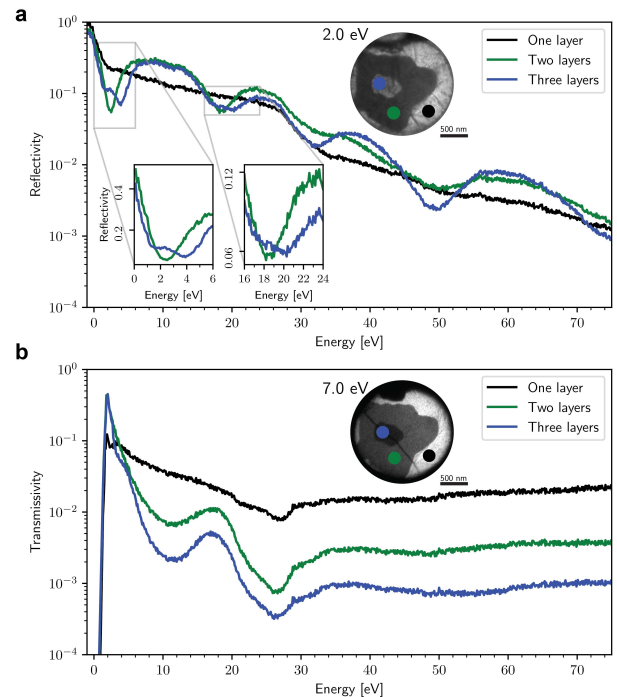 a
2.0 eV
500 nm
One layer
Two layers
Three layers
Reflectivity
10⁰
10⁻¹
10⁻²
10⁻³
10⁻⁴
Reflectivity
0.4
0.2
0 2 4 6
Energy [eV]
0.12
0.06
16 18 20 22 24
Energy [eV]
0 10 20 30 40 50 60 70
Energy [eV]
b
7.0 eV
500 nm
One layer
Two layers
Three layers
Transmissivity
10⁰
10⁻¹
10⁻²
10⁻³
10⁻⁴
0 10 20 30 40 50 60 70
Energy [eV]